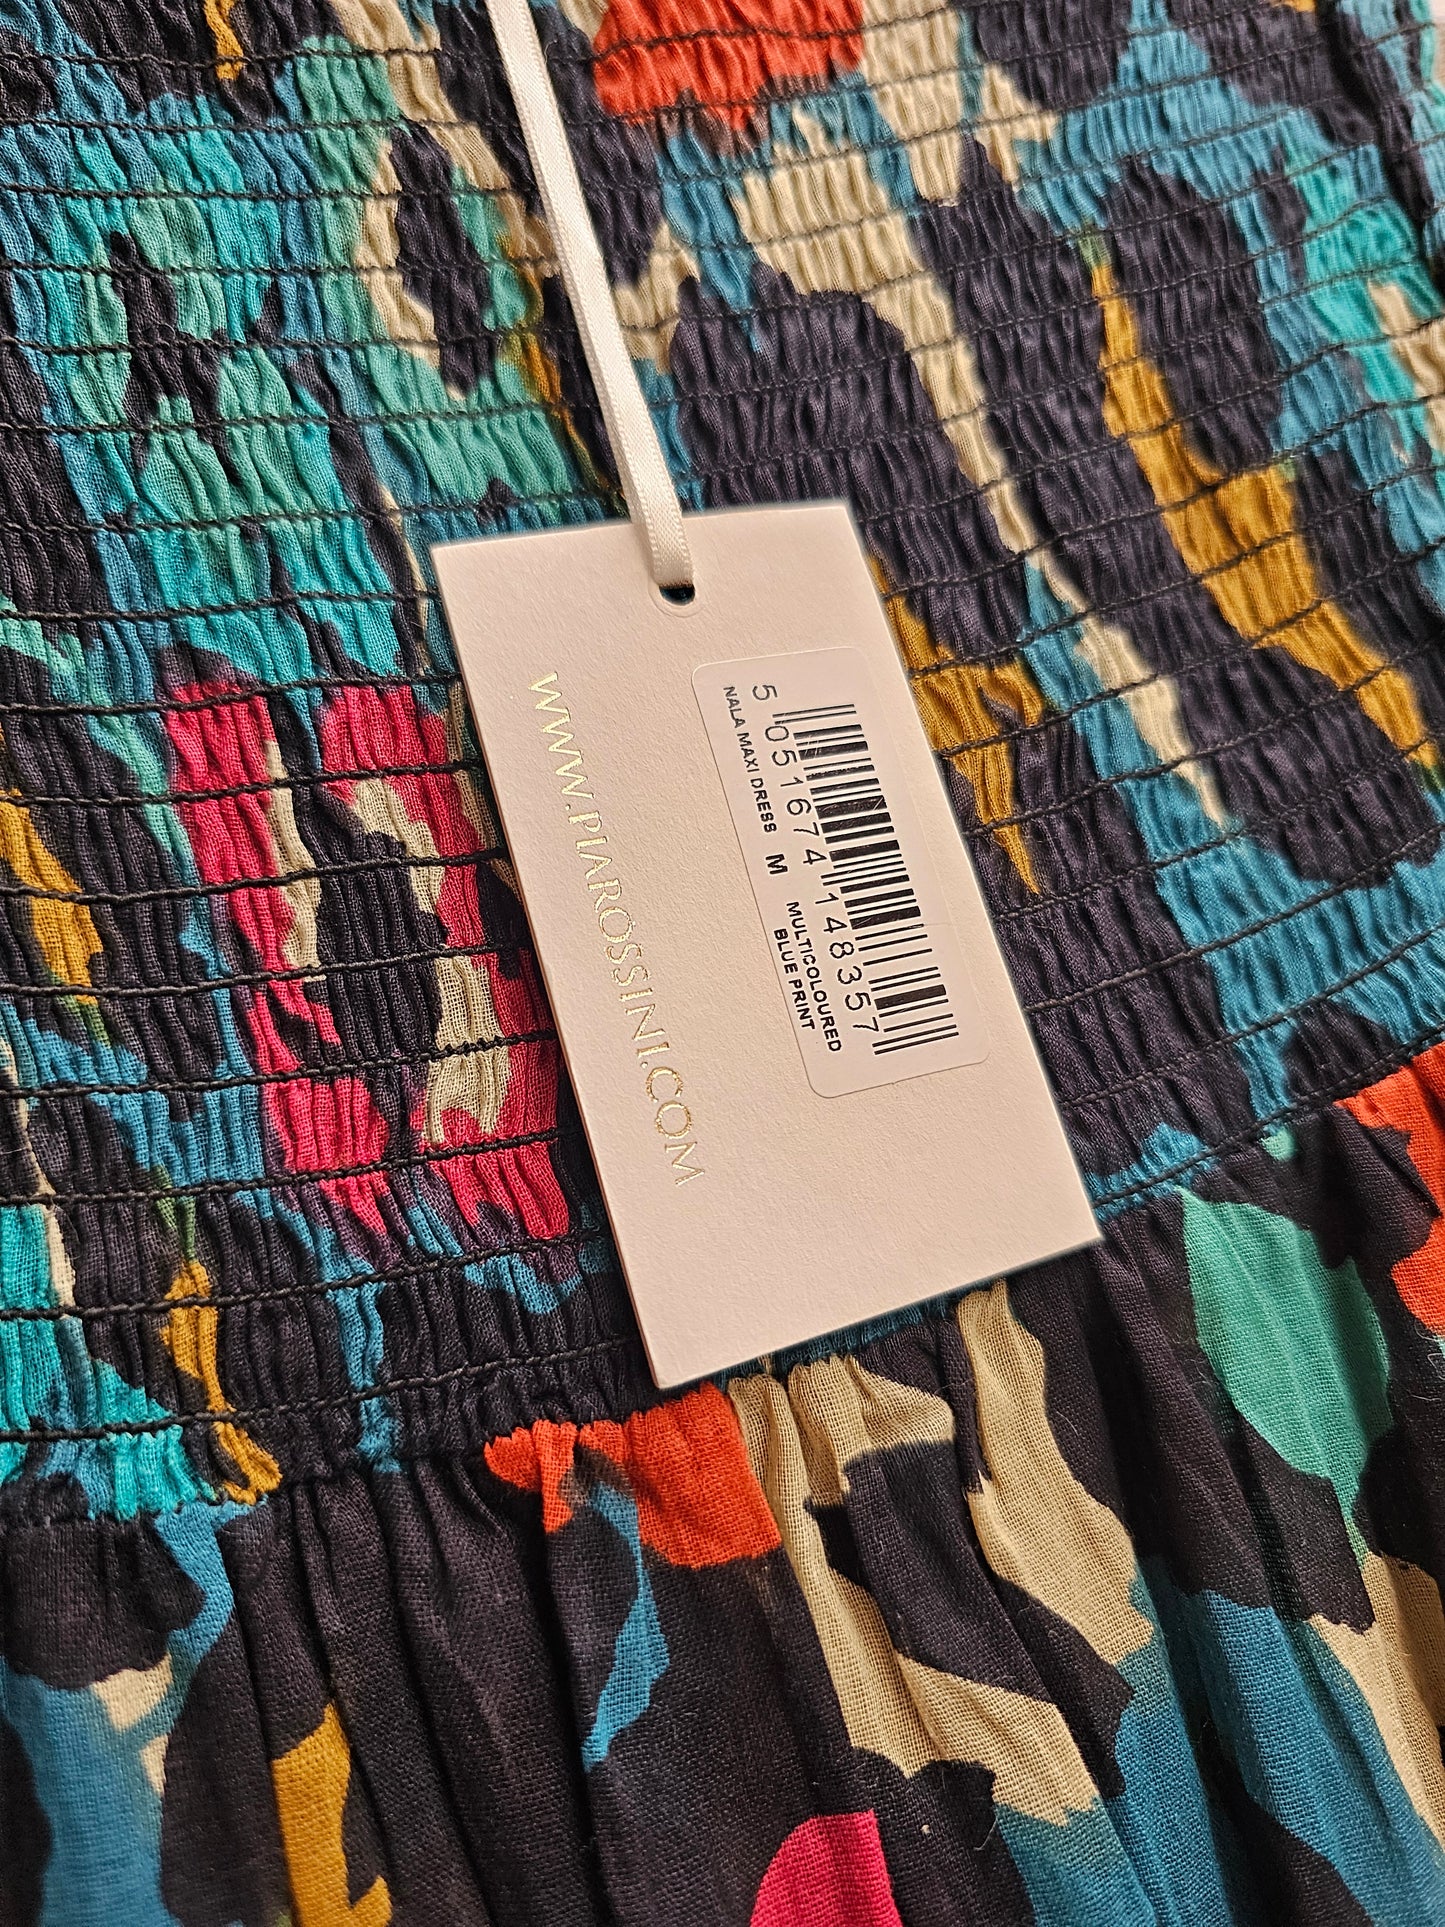 WWW.PIAROSSINI.COM
5 051674 148357
NALA MAXI DRESS M MULTICOLOURED
BLUE PRINT